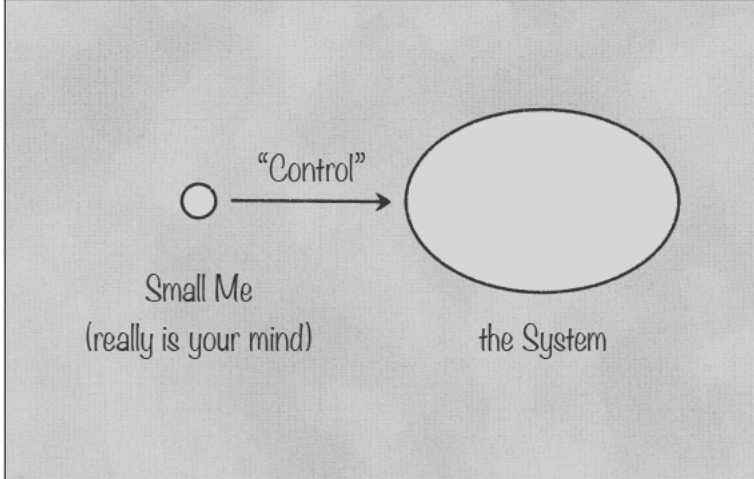 “Control”
Small Me
(really is your mind)
the System